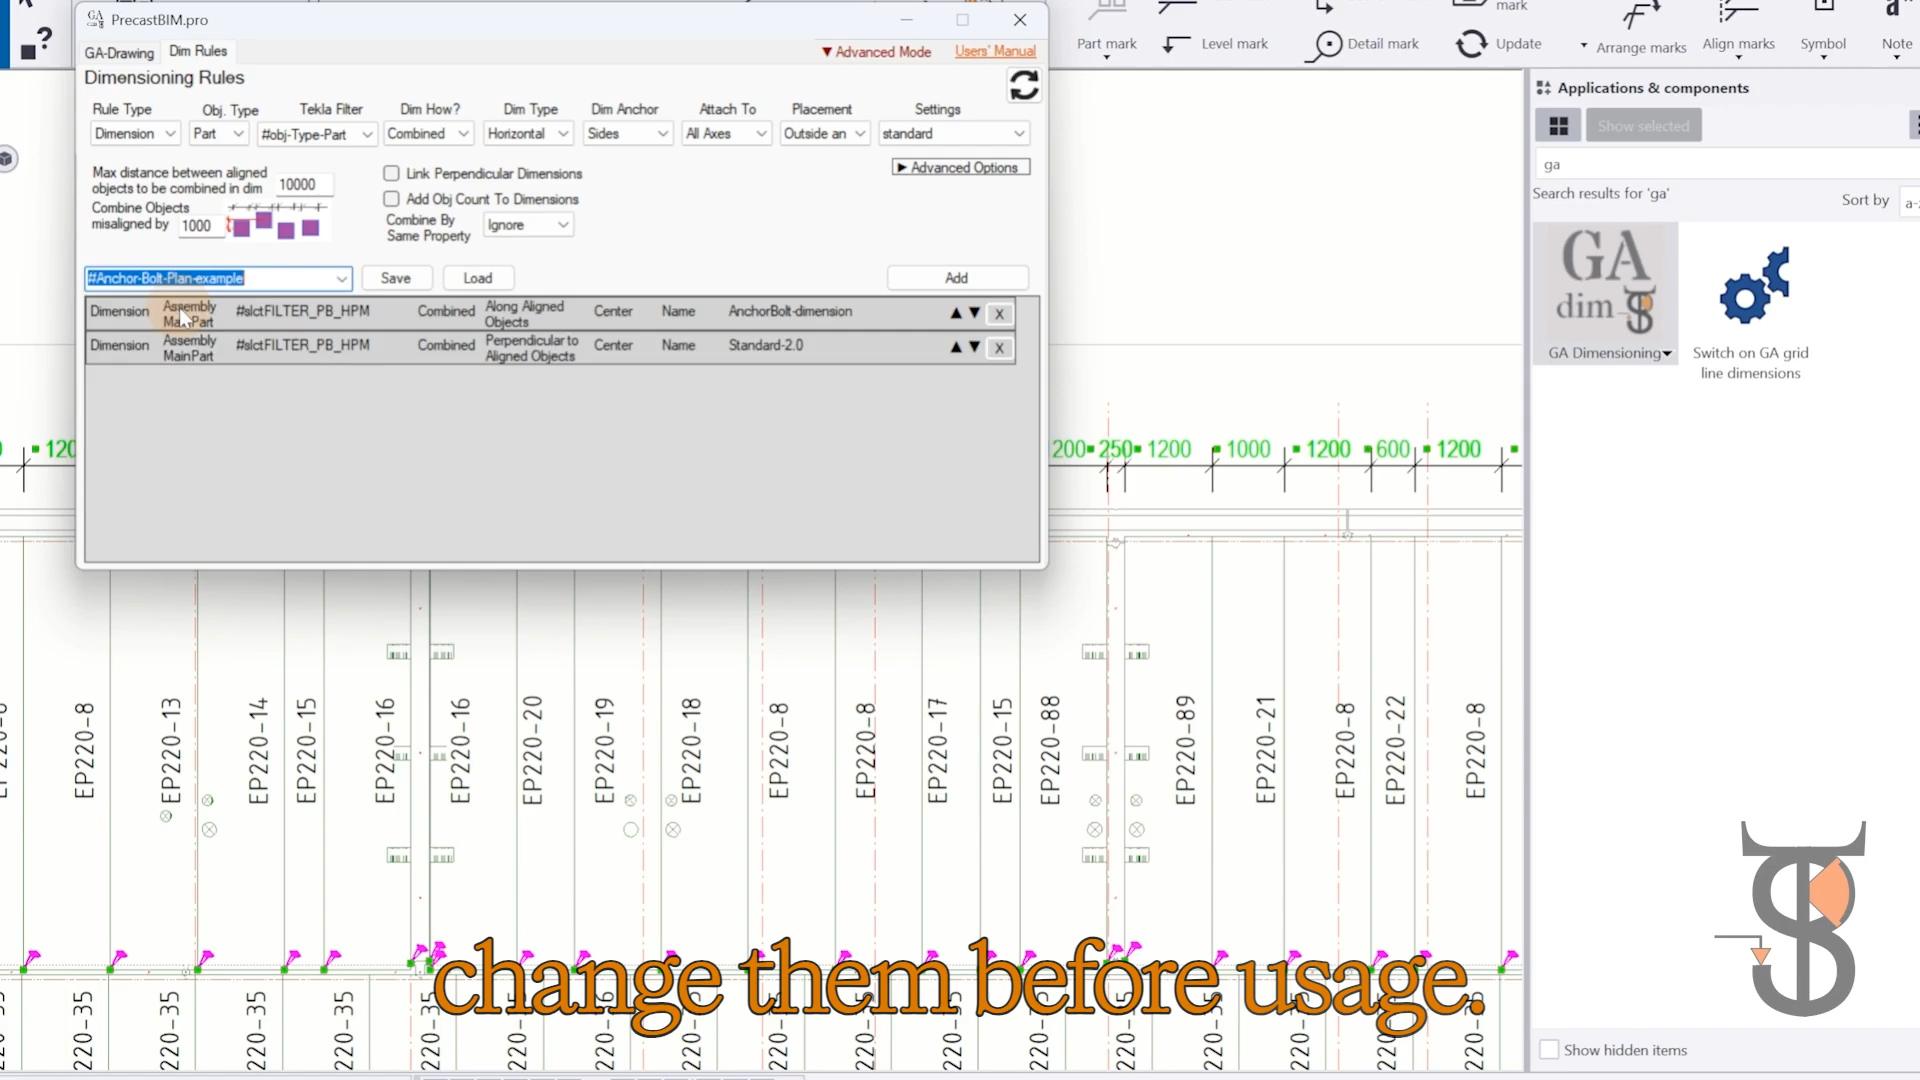 PrecastBIM.pro
GA-Drawing Dim Rules
▼Advanced Mode Users' Manual
Dimensioning Rules
Rule Type Obj. Type Tekla Filter Dim How? Dim Type Dim Anchor Attach To Placement Settings
Dimension Part #obj-Type-Part Combined Horizontal Sides All Axes Outside an standard
Max distance between aligned
objects to be combined in dim 10000
Combine Objects
misaligned by 1000
Link Perpendicular Dimensions
Add Obj Count To Dimensions
Combine By
Same Property Ignore
▶Advanced Options
#Anchor-Bolt-Plan-example Save Load Add
Dimension Assembly MainPart #slctFILTER_PB_HPM Combined Along Aligned Objects Center Name AnchorBolt-dimension ▲▼ X
Dimension Assembly MainPart #slctFILTER_PB_HPM Combined Perpendicular to Aligned Objects Center Name Standard-2.0 ▲▼ X
mark
Part mark Level mark Detail mark Update Arrange marks Align marks Symbol Note
Applications & components
Show selected
ga
Search results for 'ga'
Sort by a-z
GA
dim
GA Dimensioning
Switch on GA grid
line dimensions
Show hidden items
120 200 250 1200 1000 1200 600 1200
EP220-8 EP220-13 EP220-14 EP220-15 EP220-16 EP220-16 EP220-20 EP220-19 EP220-18 EP220-8 EP220-8 EP220-17 EP220-15 EP220-88 EP220-89 EP220-21 EP220-8 EP220-22 EP220-8
220-35 220-35 220-35 220-35
change them before usage.